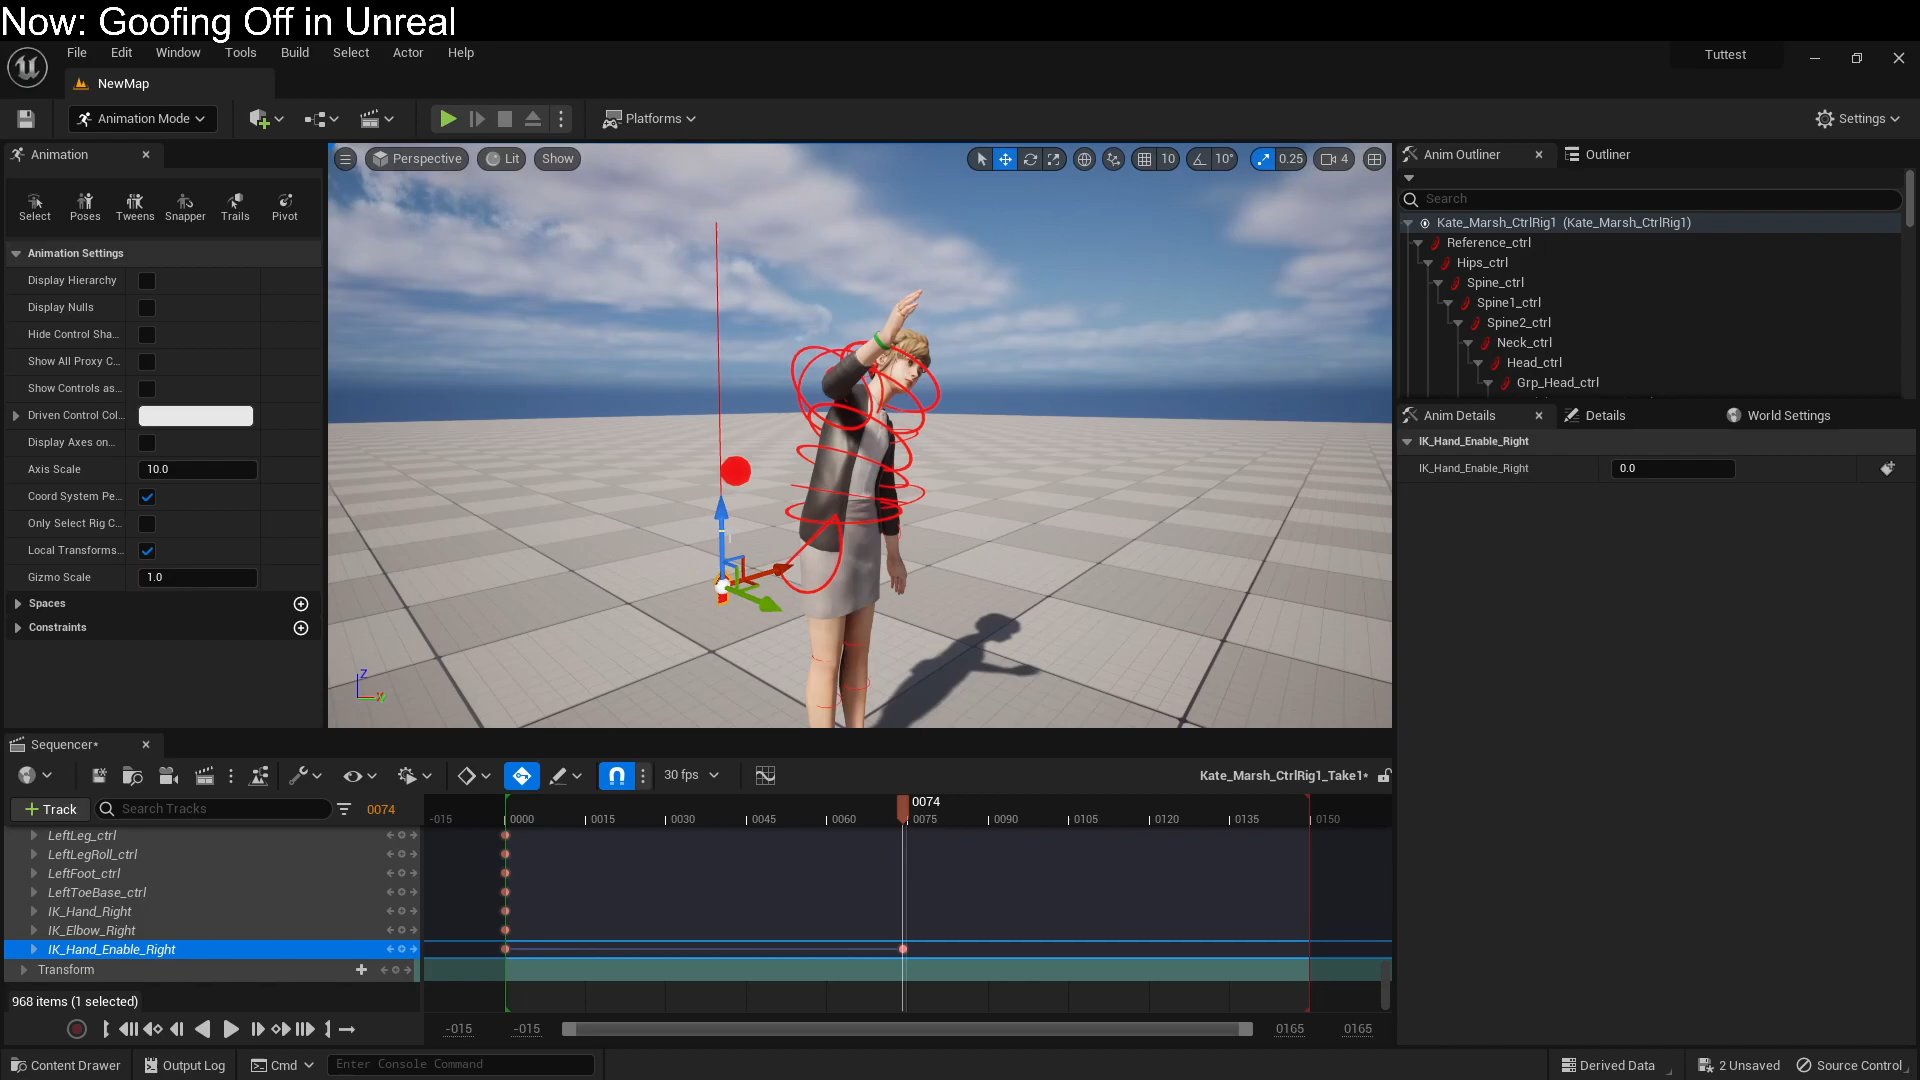 Now: Goofing Off in Unreal
File Edit Window Tools Build Select Actor Help
Tuttest
NewMap
Animation Mode
Platforms
Settings
Animation
Select Poses Tweens Snapper Trails Pivot
Animation Settings
Display Hierarchy
Display Nulls
Hide Control Sha...
Show All Proxy C...
Show Controls as...
Driven Control Col...
Display Axes on...
Axis Scale 10.0
Coord System Pe...
Only Select Rig C...
Local Transforms...
Gizmo Scale 1.0
Spaces
Constraints
Perspective Lit Show
10 10° 0.25 4
Z
Anim Outliner Outliner
Search
Kate_Marsh_CtrlRig1 (Kate_Marsh_CtrlRig1)
Reference_ctrl
Hips_ctrl
Spine_ctrl
Spine1_ctrl
Spine2_ctrl
Neck_ctrl
Head_ctrl
Grp_Head_ctrl
Anim Details Details World Settings
IK_Hand_Enable_Right
IK_Hand_Enable_Right 0.0
Sequencer*
30 fps
Kate_Marsh_CtrlRig1_Take1*
Track Search Tracks 0074
0074
-015 0000 0015 0030 0045 0060 0075 0090 0105 0120 0135 0150
LeftLeg_ctrl
LeftLegRoll_ctrl
LeftFoot_ctrl
LeftToeBase_ctrl
IK_Hand_Right
IK_Elbow_Right
IK_Hand_Enable_Right
Transform
968 items (1 selected)
-015 -015 0165 0165
Content Drawer Output Log Cmd Enter Console Command
Derived Data 2 Unsaved Source Control